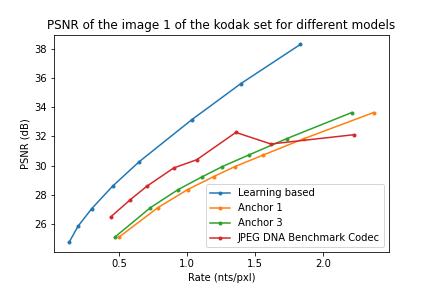 PSNR of the image 1 of the kodak set for different models
38
36
34
32
30
28
26
PSNR (dB)
Learning based
Anchor 1
Anchor 3
JPEG DNA Benchmark Codec
0.5 1.0 1.5 2.0
Rate (nts/pxl)